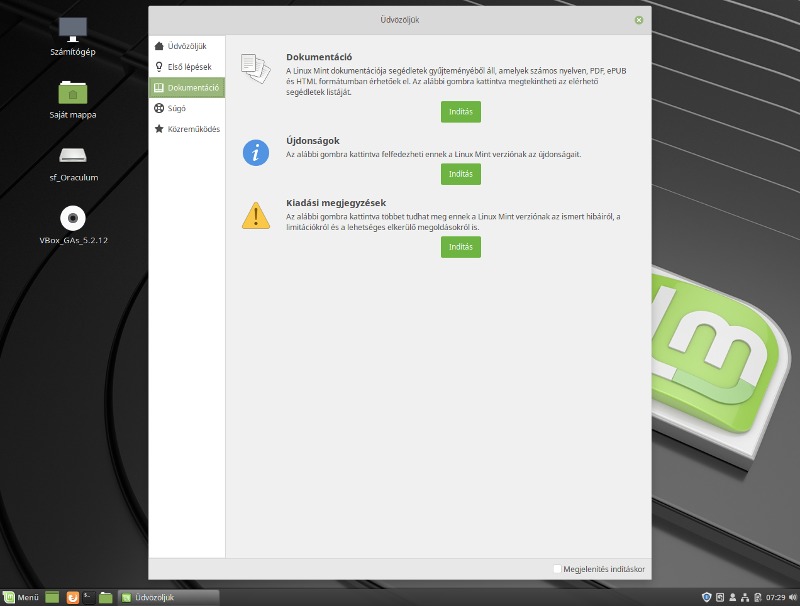 Üdvözöljük
Számítógép
Saját mappa
sf_Oraculum
VBox_GAs_5.2.12
Üdvözöljük
Első lépések
Dokumentáció
Súgó
Közreműködés
Dokumentáció
A Linux Mint dokumentációja segédletek gyűjteményéből áll, amelyek számos nyelven, PDF, ePUB
és HTML formátumban érhetőek el. Az alábbi gombra kattintva megtekintheti az elérhető
segédletek listáját.
Indítás
Újdonságok
Az alábbi gombra kattintva felfedezheti ennek a Linux Mint verziónak az újdonságait.
Indítás
Kiadási megjegyzések
Az alábbi gombra kattintva többet tudhat meg ennek a Linux Mint verziónak az ismert hibáiról, a
limitációkról és a lehetséges elkerülő megoldásokról is.
Indítás
Megjelenítés indításkor
Menü
Üdvözöljük
07:29